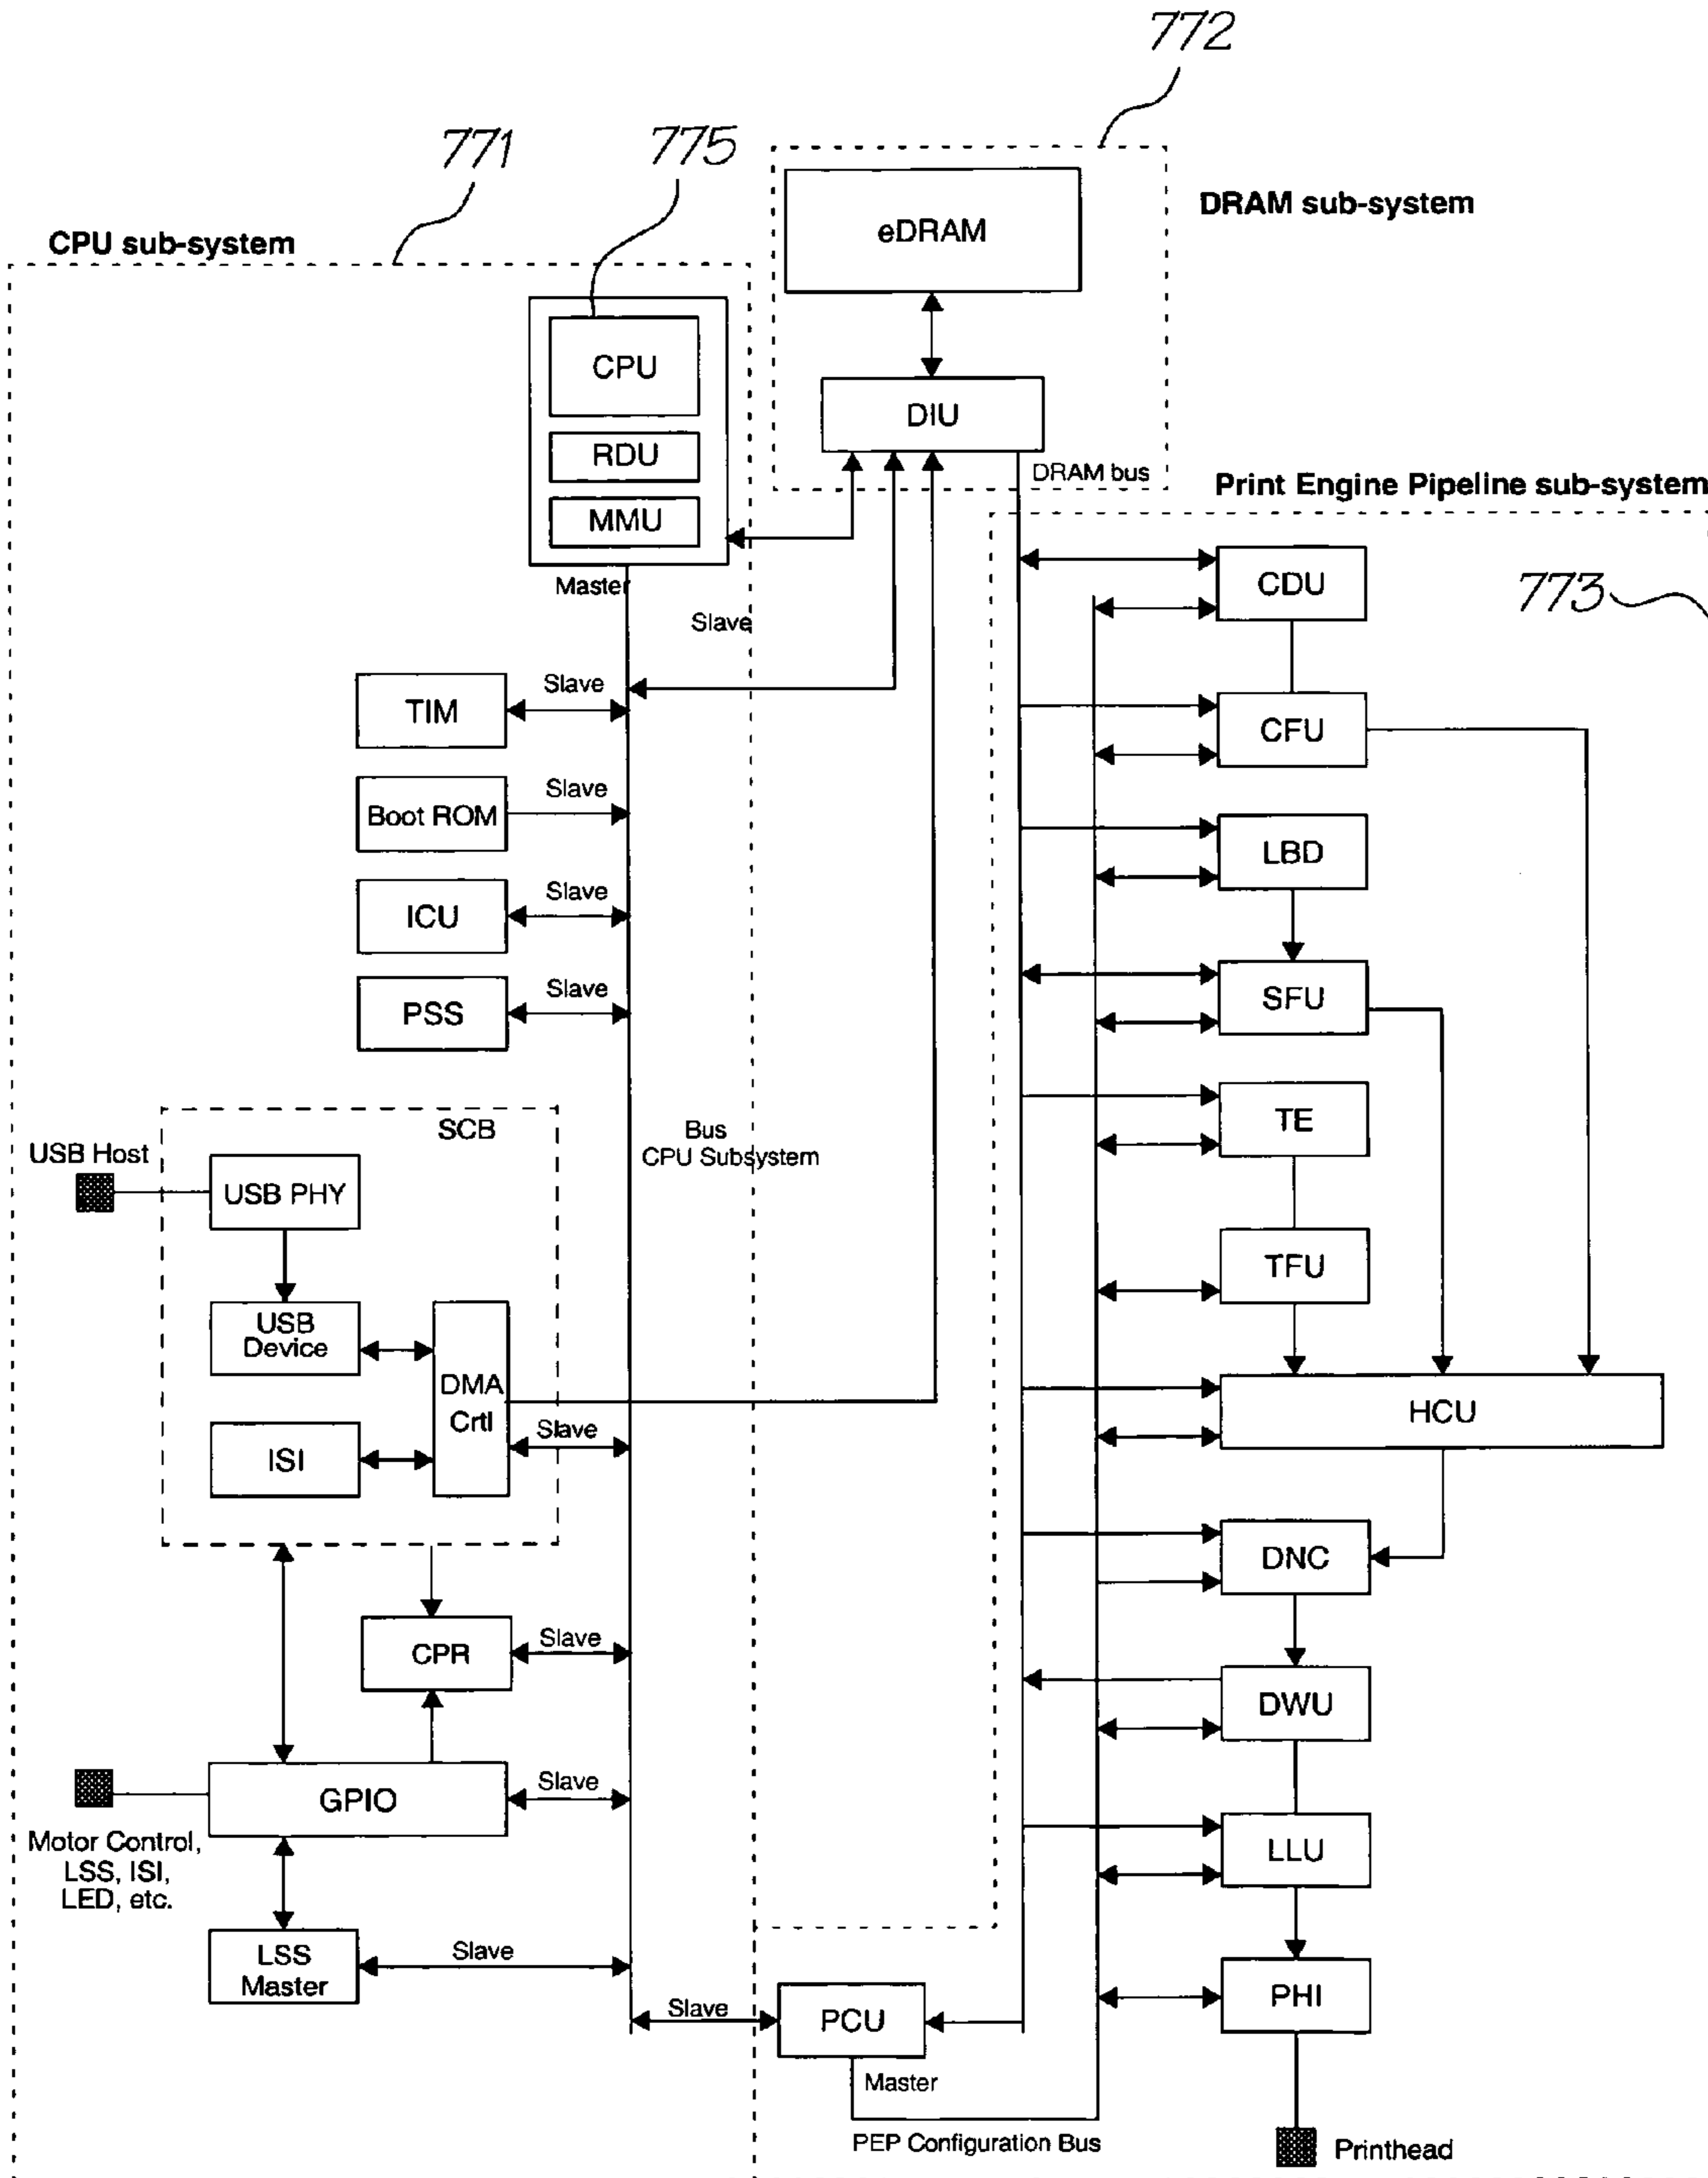 772
771
775
DRAM sub-system
eDRAM
CPU sub-system
CPU
DIU
RDU
DRAM bus
Print Engine Pipeline sub-system
MMU
CDU
773
Master
Slave
TIM
Slave
CFU
Boot ROM
Slave
LBD
ICU
Slave
PSS
Slave
SFU
SCB
Bus
CPU Subsystem
TE
USB Host
USB PHY
TFU
USB
Device
DMA
Crtl
Slave
HCU
ISI
DNC
CPR
Slave
DWU
GPIO
Slave
Motor Control,
LSS, ISI,
LED, etc.
LLU
LSS
Master
Slave
PHI
Slave
PCU
Master
PEP Configuration Bus
Printhead